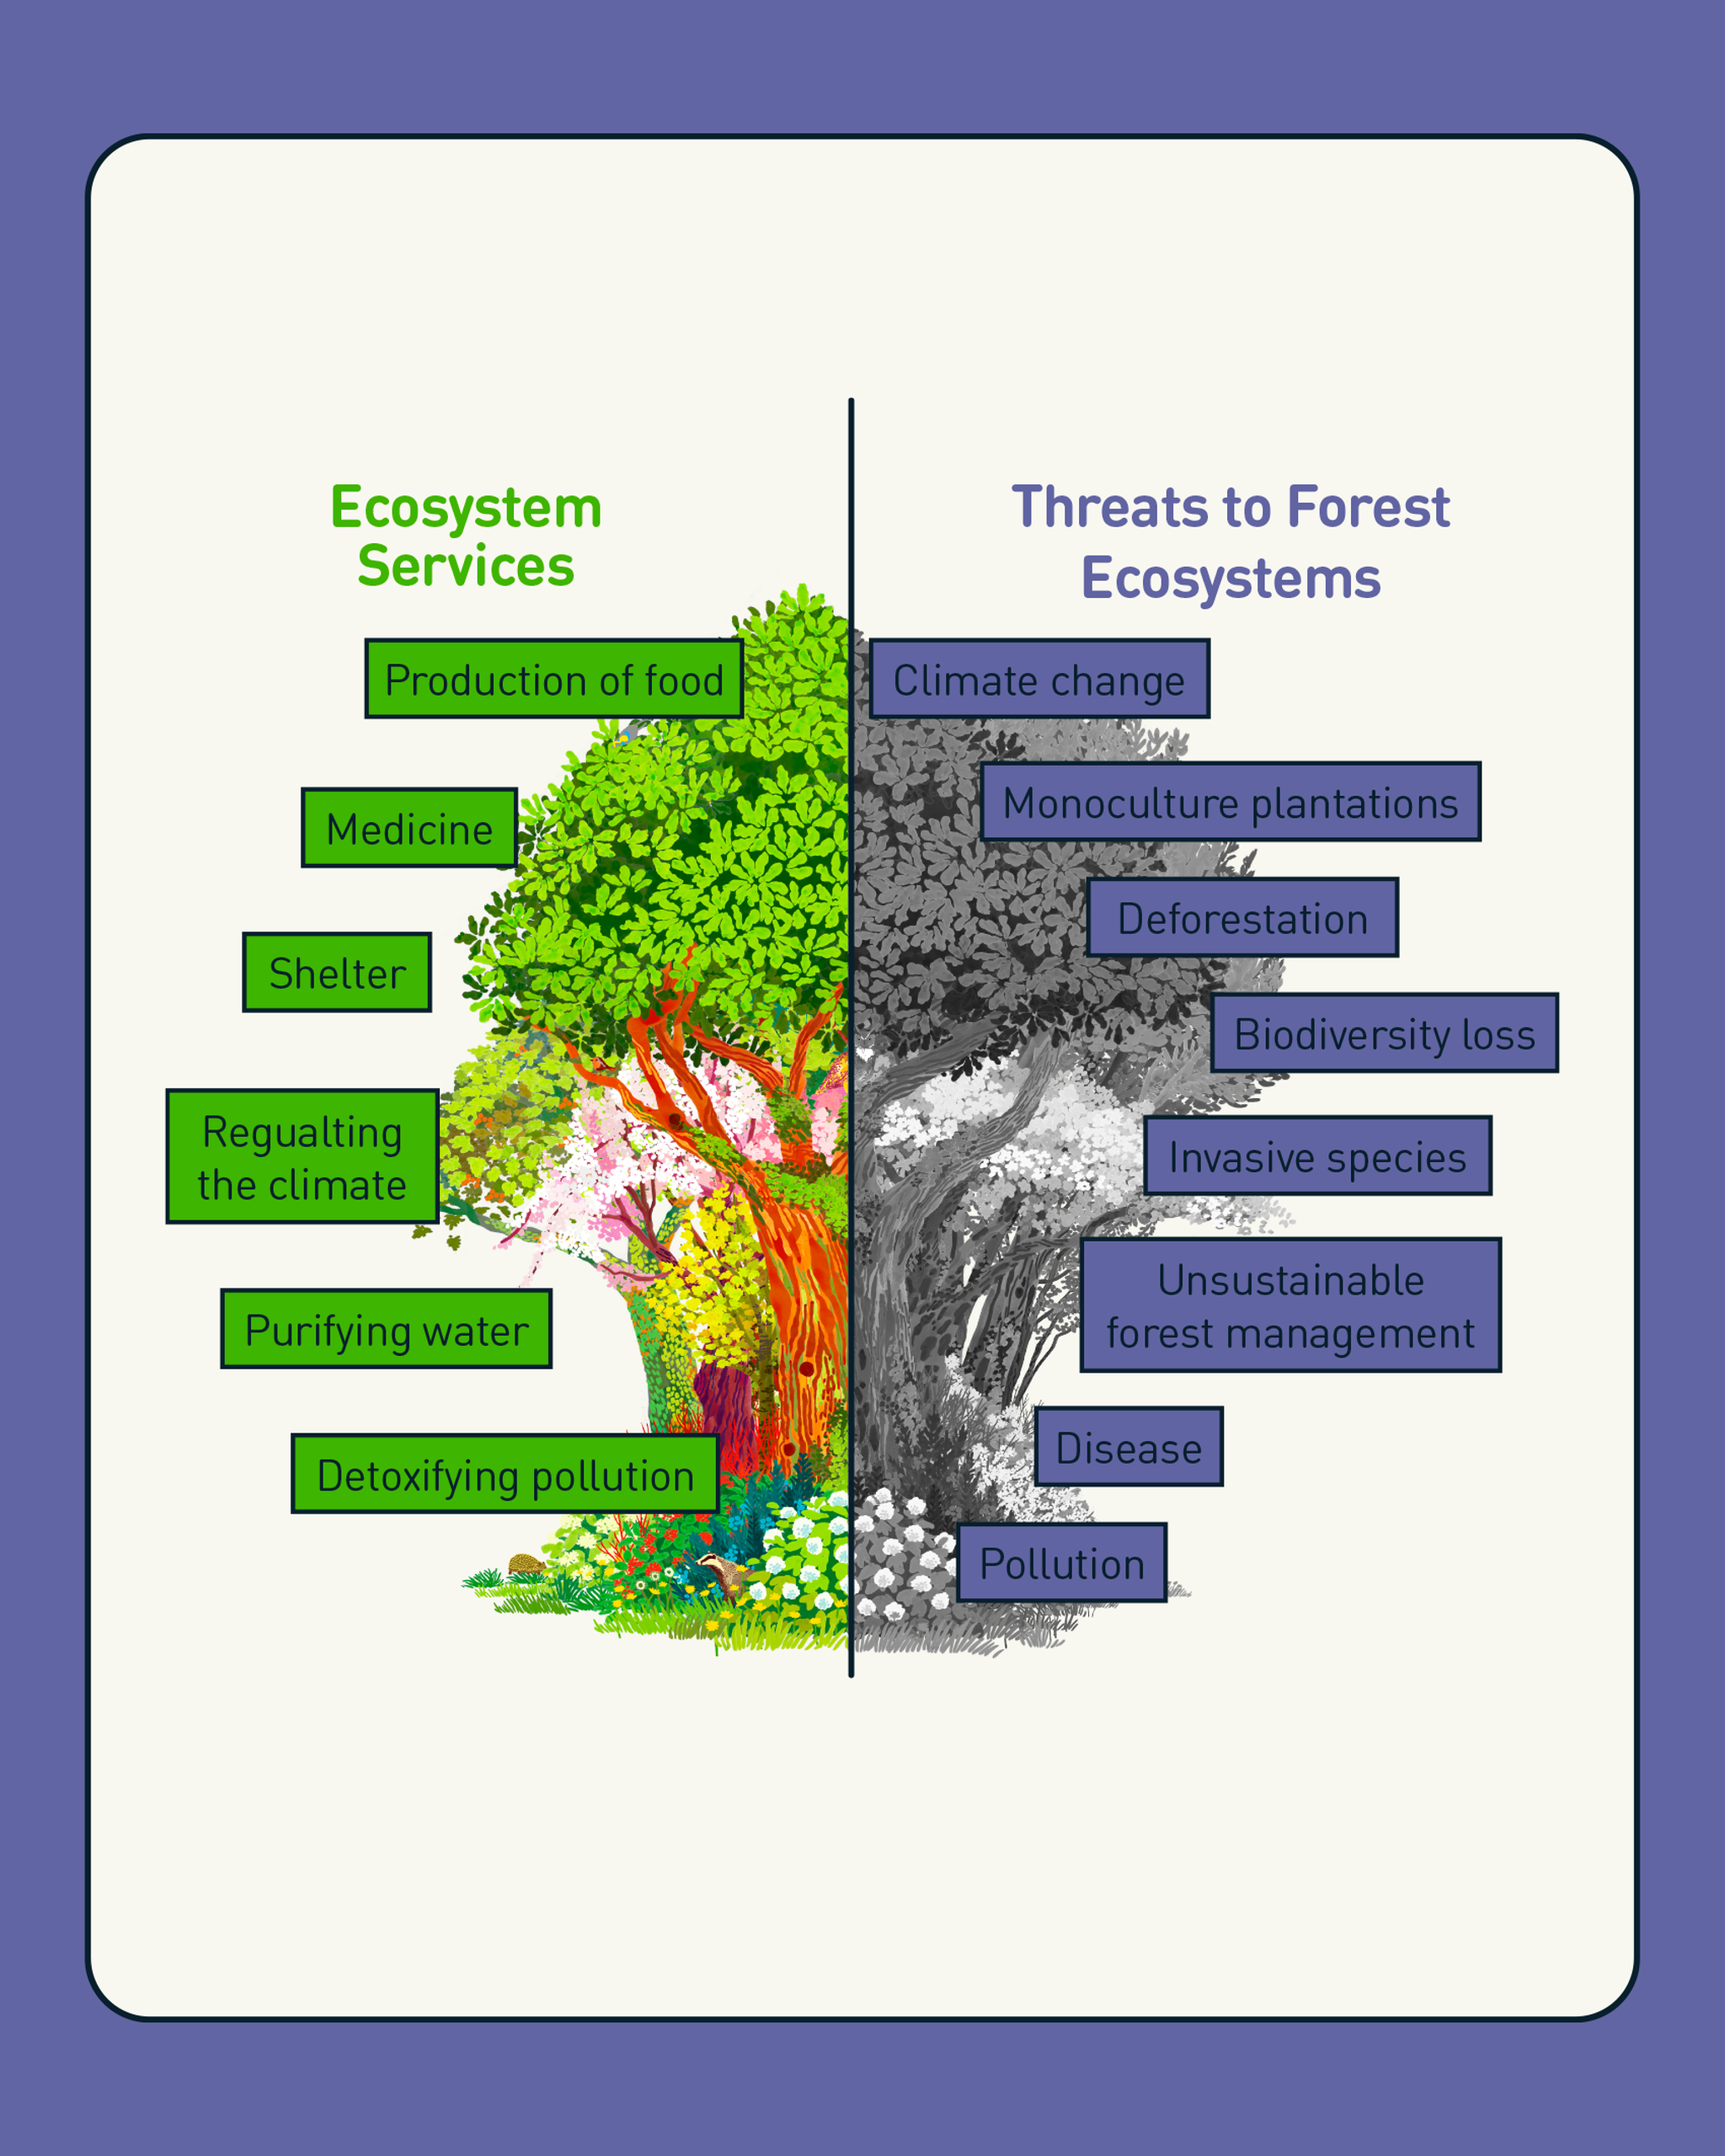 Ecosystem
Services
Production of food
Medicine
Shelter
Regualting
the climate
Purifying water
Detoxifying pollution
Threats to Forest
Ecosystems
Climate change
Monoculture plantations
Deforestation
Biodiversity loss
Invasive species
Unsustainable
forest management
Disease
Pollution